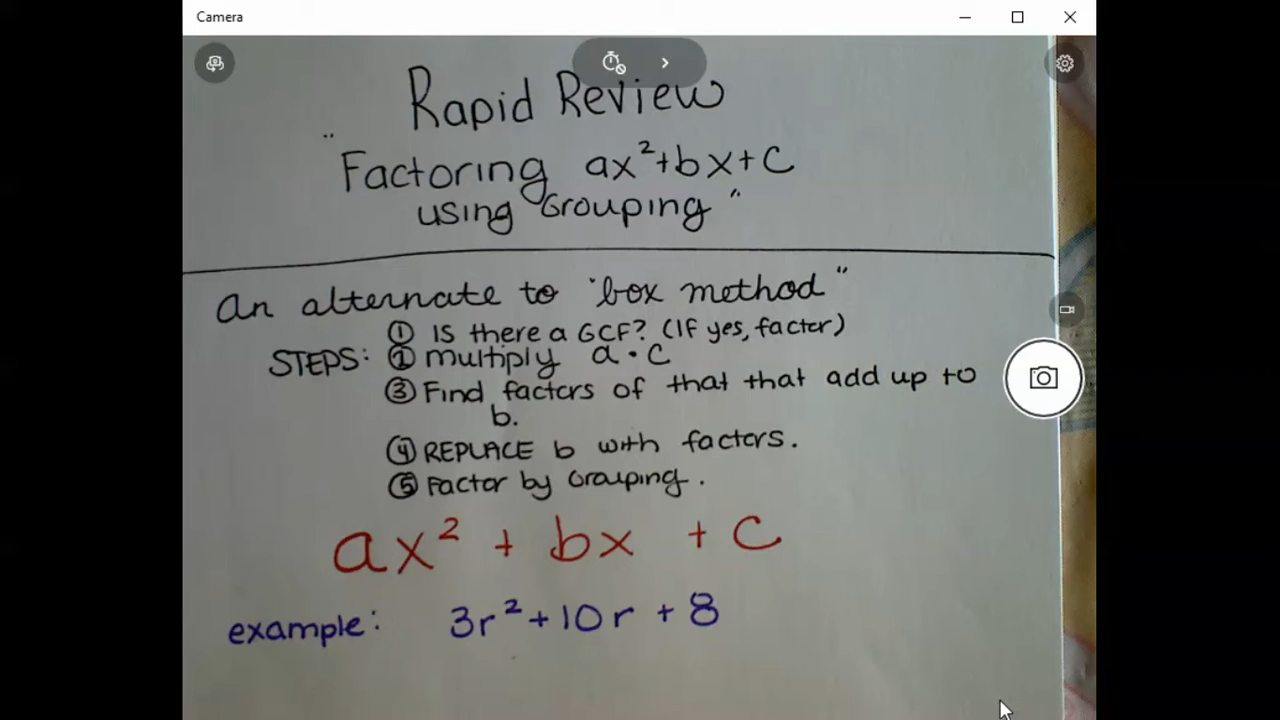 Camera
Rapid Review
" Factoring ax²+bx+c
using Grouping "
An alternate to "box method"
① Is there a GCF? (If yes, factor)
STEPS: ② multiply a · c
③ Find factors of that that add up to
b.
④ REPLACE b with factors.
⑤ Factor by Grouping.
ax² + bx + c
example: 3r² + 10r + 8